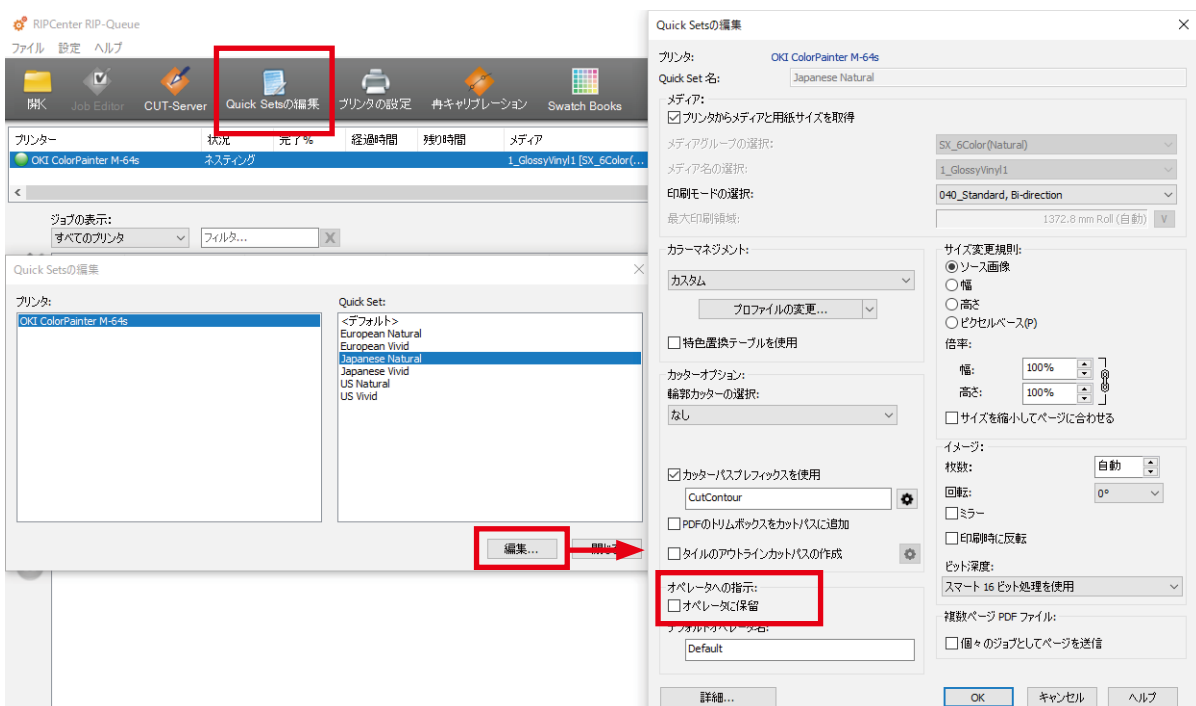 RIPCenter RIP-Queue
ファイル 設定 ヘルプ
開く Job Editor CUT-Server Quick Setsの編集 プリンタの設定 再キャリブレーション Swatch Books
プリンター 状況 完了% 経過時間 残り時間 メディア
OKI ColorPainter M-64s ネスティング 1_GlossyVinyl1 [SX_6Color(...
ジョブの表示:
すべてのプリンタ フィルタ... X
Quick Setsの編集
プリンタ: Quick Set:
OKI ColorPainter M-64s
<デフォルト>
European Natural
European Vivid
Japanese Natural
Japanese Vivid
US Natural
US Vivid
編集...
Quick Setsの編集
プリンタ: OKI ColorPainter M-64s
Quick Set 名: Japanese Natural
メディア:
プリンタからメディアと用紙サイズを取得
メディアグループの選択: SX_6Color(Natural)
メディア名の選択: 1_GlossyVinyl1
印刷モードの選択: 040_Standard, Bi-direction
最大印刷領域: 1372.8 mm Roll (自動) ¥
カラーマネジメント:
カスタム
プロファイルの変更...
特色置換テーブルを使用
カッターオプション:
輪郭カッターの選択:
なし
カッターパスプレフィックスを使用
CutContour
PDFのトリムボックスをカットパスに追加
タイルのアウトラインカットパスの作成
オペレータへの指示:
オペレータに保留
デフォルトオペレータ名:
Default
詳細...
サイズ変更規則:
ソース画像
幅
高さ
ピクセルベース(P)
倍率:
幅: 100%
高さ: 100%
サイズを縮小してページに合わせる
イメージ:
枚数: 自動
回転: 0°
ミラー
印刷時に反転
ビット深度:
スマート 16 ビット処理を使用
複数ページ PDF ファイル:
個々のジョブとしてページを送信
OK キャンセル ヘルプ